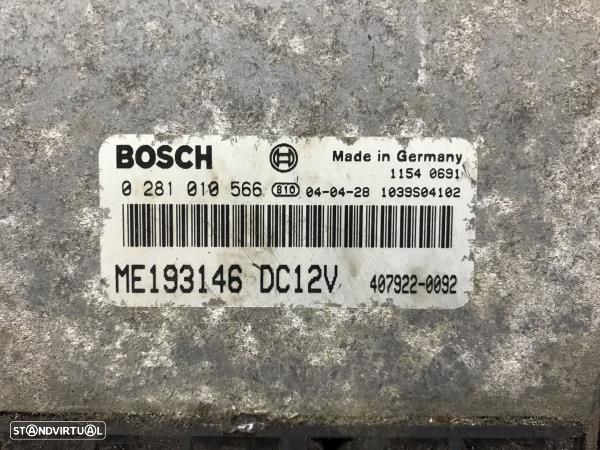 BOSCH
Made in Germany
1154 0691
0 281 010 566 810 04-04-28 1039S04102
ME193146 DC12V 407922-0092
STANDVIRTUAL